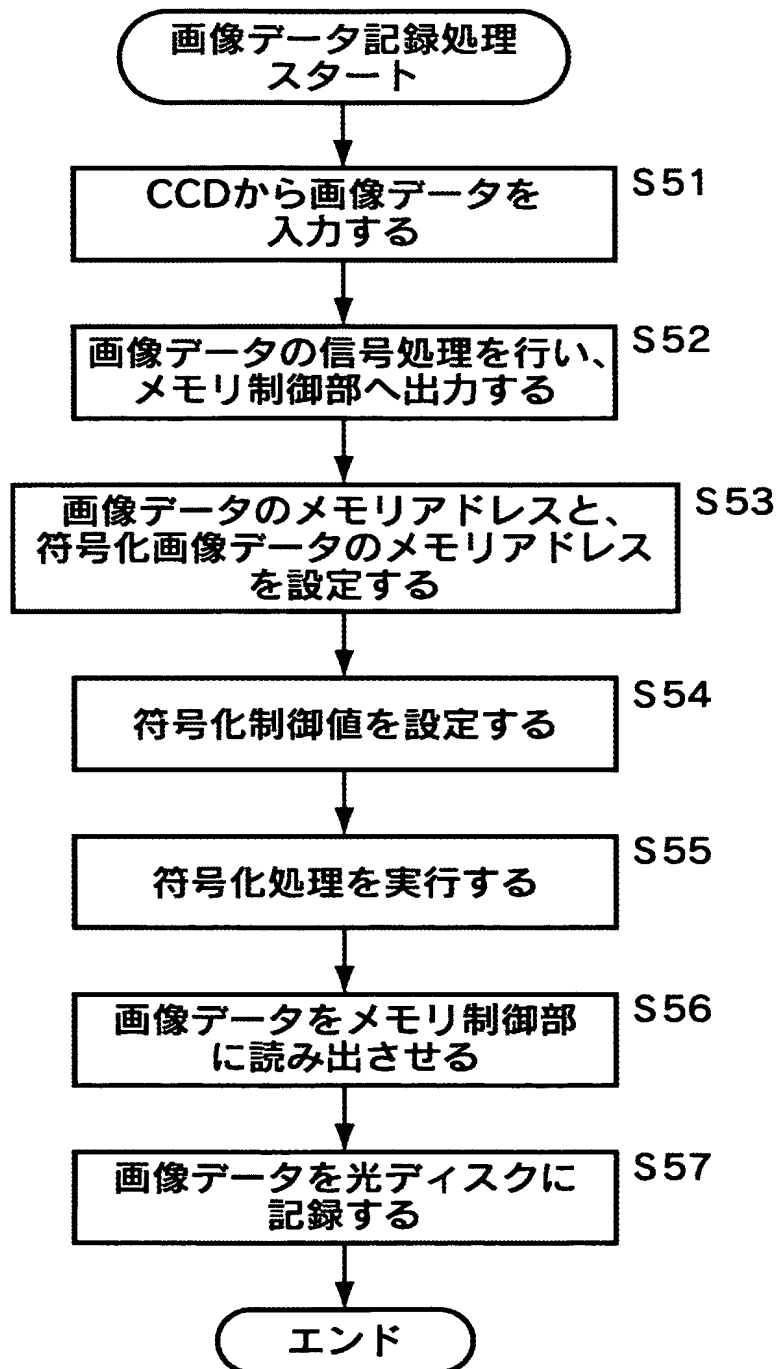 画像データ記録処理
スタート
S51
CCDから画像データを
入力する
S52
画像データの信号処理を行い、
メモリ制御部へ出力する
S53
画像データのメモリアドレスと、
符号化画像データのメモリアドレス
を設定する
S54
符号化制御値を設定する
S55
符号化処理を実行する
S56
画像データをメモリ制御部
に読み出させる
S57
画像データを光ディスクに
記録する
エンド